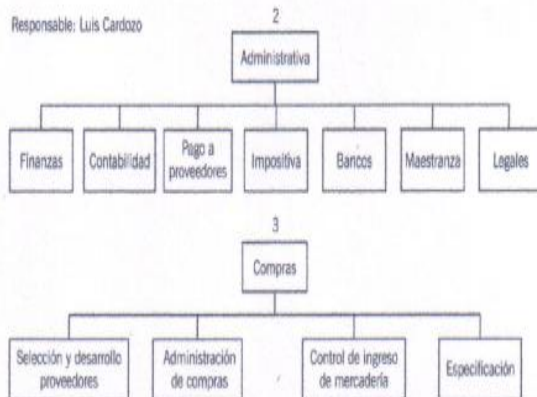 Responsable: Luis Cardozo
2
Administrativa
Finanzas
Contabilidad
Pago a
proveedores
Impositiva
Bancos
Maestranza
Legales
3
Compras
Selección y desarrollo
proveedores
Administración
de compras
Control de ingreso
de mercadería
Especificación